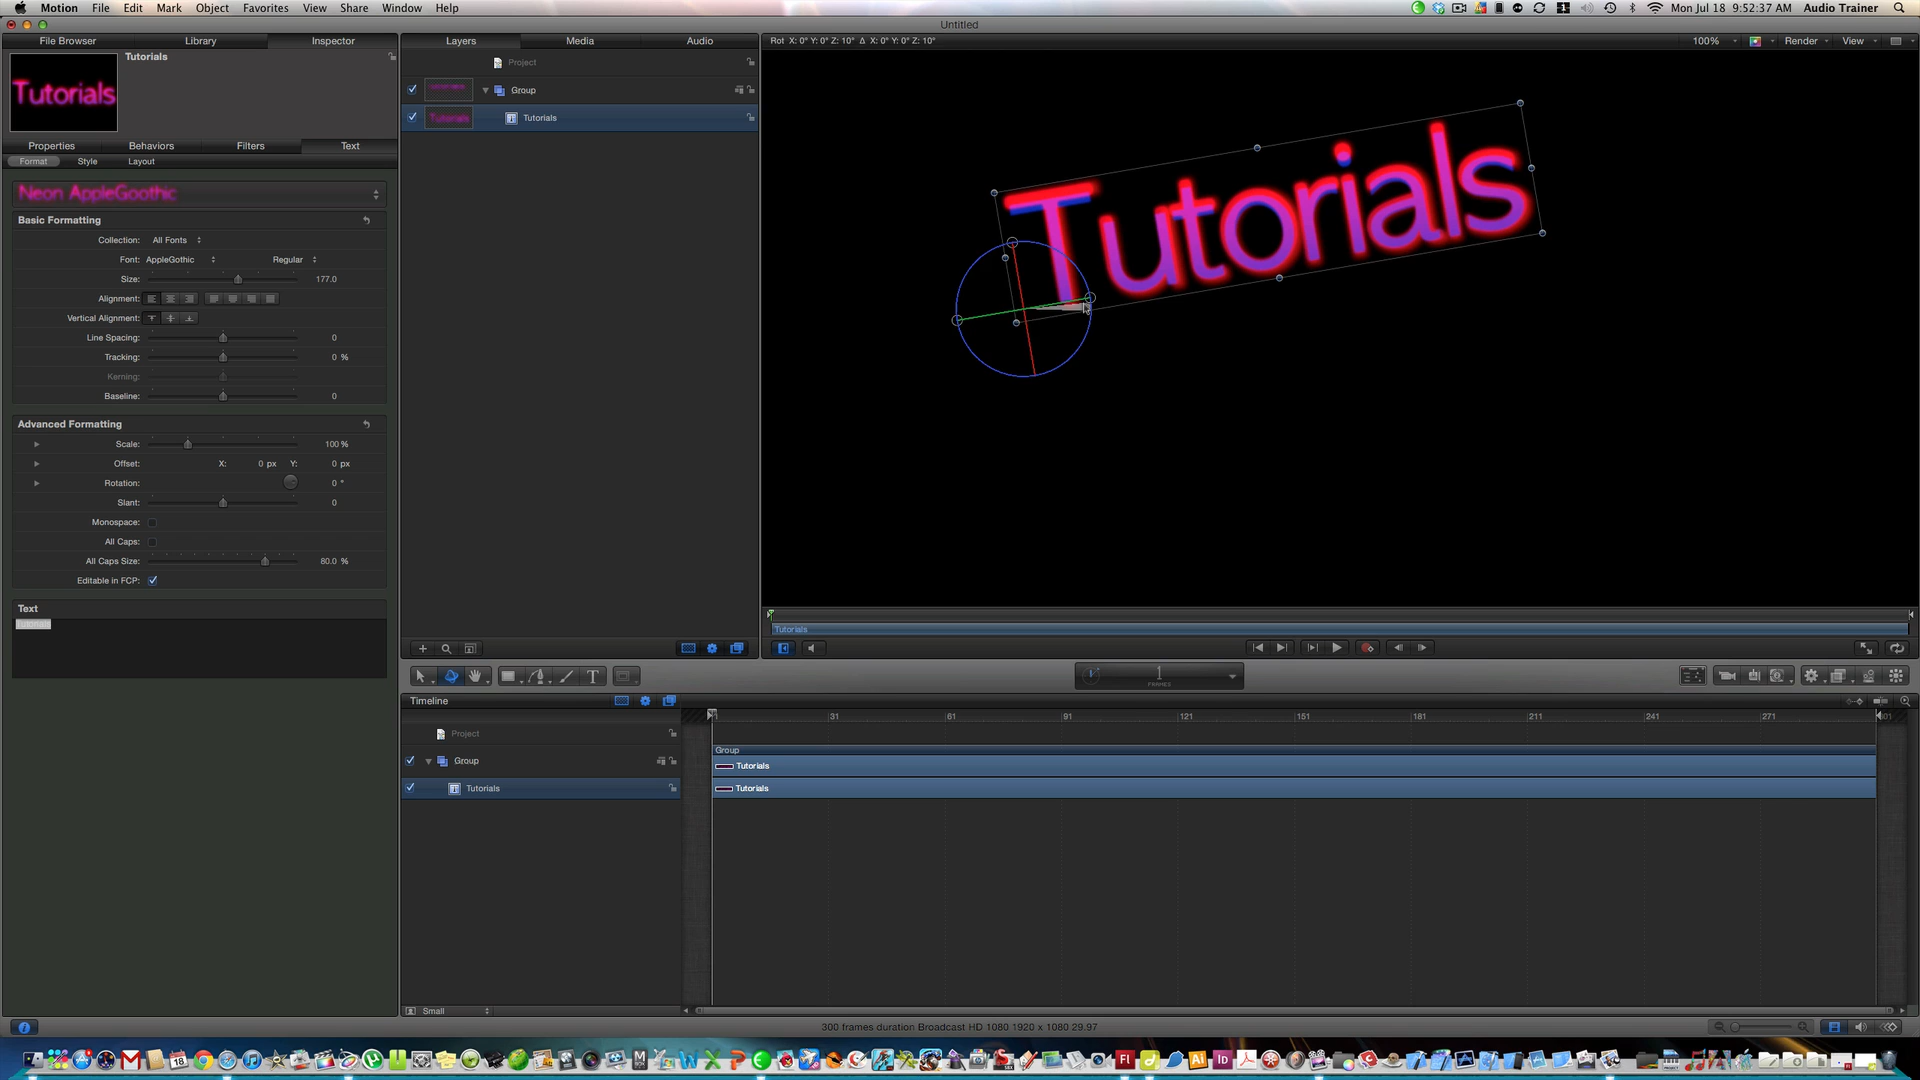 Motion File Edit Mark Object Favorites View Share Window Help
Mon Jul 18 9:52:37 AM Audio Trainer
Untitled
File Browser Library Inspector
Layers Media Audio
Rot X: 0° Y: 0° Z: 10° Δ X: 0° Y: 0° Z: 10°
100% Render View
Tutorials
Tutorials
Project
Group
Tutorials
Tutorials
Properties Behaviors Filters Text
Format Style Layout
Neon AppleGoothic
Basic Formatting
Collection: All Fonts
Font: AppleGothic Regular
Size: 177.0
Alignment:
Vertical Alignment:
Line Spacing: 0
Tracking: 0 %
Kerning:
Baseline: 0
Advanced Formatting
Scale: 100 %
Offset: X: 0 px Y: 0 px
Rotation: 0 °
Slant: 0
Monospace:
All Caps:
All Caps Size: 80.0 %
Editable in FCP:
Text
Tutorials
Tutorials
Tutorials
1
FRAMES
Timeline
1 31 61 91 121 151 181 211 241 271
Project
Group
Group
Tutorials
Tutorials
Tutorials
Small
300 frames duration Broadcast HD 1080 1920 x 1080 29.97